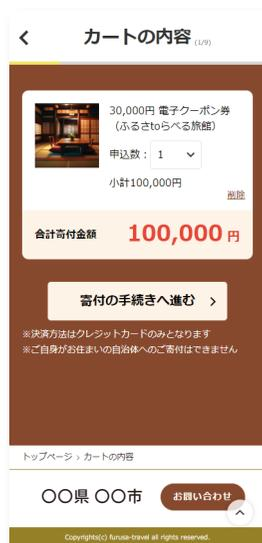 カートの内容 (1/9)
30,000円 電子クーポン券
（ふるさtoらべる旅館）
申込数： 1
小計100,000円
削除
合計寄付金額 100,000 円
寄付の手続きへ進む
※決済方法はクレジットカードのみとなります
※ご自身がお住まいの自治体へのご寄付はできません
トップページ › カートの内容
〇〇県 〇〇市 お問い合わせ
Copyrights(c) furusa-travel all rights reserved.